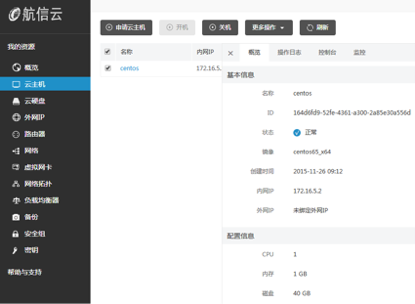 航信云
申请云主机 开机 关机 更多操作 刷新
我的资源
概览
云主机
云硬盘
外网IP
路由器
网络
虚拟网卡
网络拓扑
负载均衡器
备份
安全组
密钥
帮助与支持
名称 内网IP
centos 172.16.5.
× 概览 操作日志 控制台 监控
基本信息
名称 centos
ID 164d6fd9-52fe-4361-a300-2a85e30a556d
状态 正常
镜像 centos65_x64
创建时间 2015-11-26 09:12
内网IP 172.16.5.2
外网IP 未绑定外网IP
配置信息
CPU 1
内存 1 GB
磁盘 40 GB